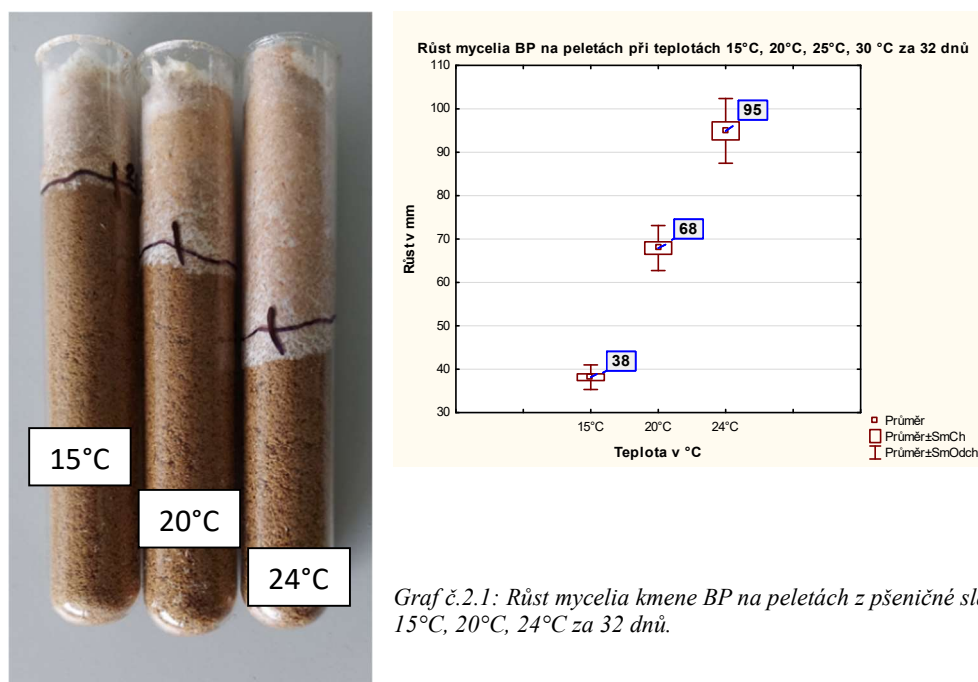 15°C
20°C
24°C
Růst mycelia BP na peletách při teplotách 15°C, 20°C, 25°C, 30 °C za 32 dnů
110
100
90
80
70
60
50
40
30
Růst v mm
95
68
38
15°C 20°C 24°C
Teplota v °C
Průměr
Průměr±SmCh
Průměr±SmOdch
Graf č.2.1: Růst mycelia kmene BP na peletách z pšeničné
15°C, 20°C, 24°C za 32 dnů.